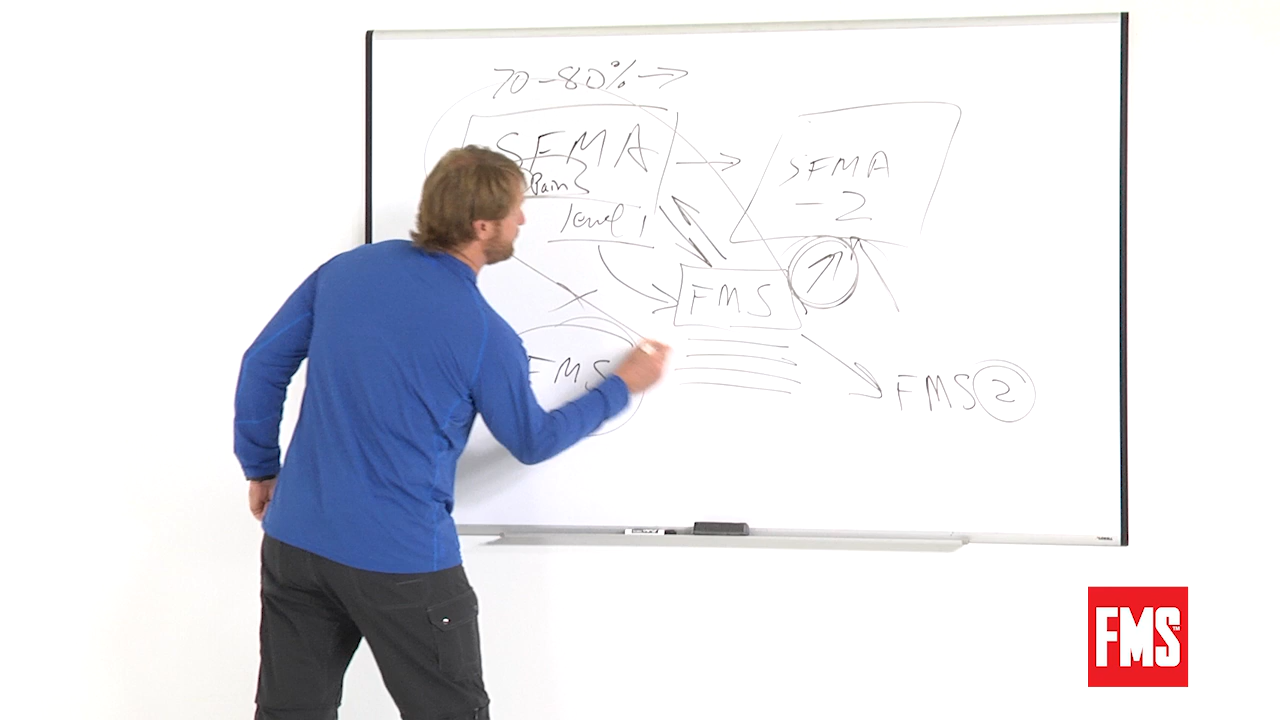 70-80% →
SFMA
Pain
level 1
SFMA
- 2
FMS
FMS
FMS 2
FMS